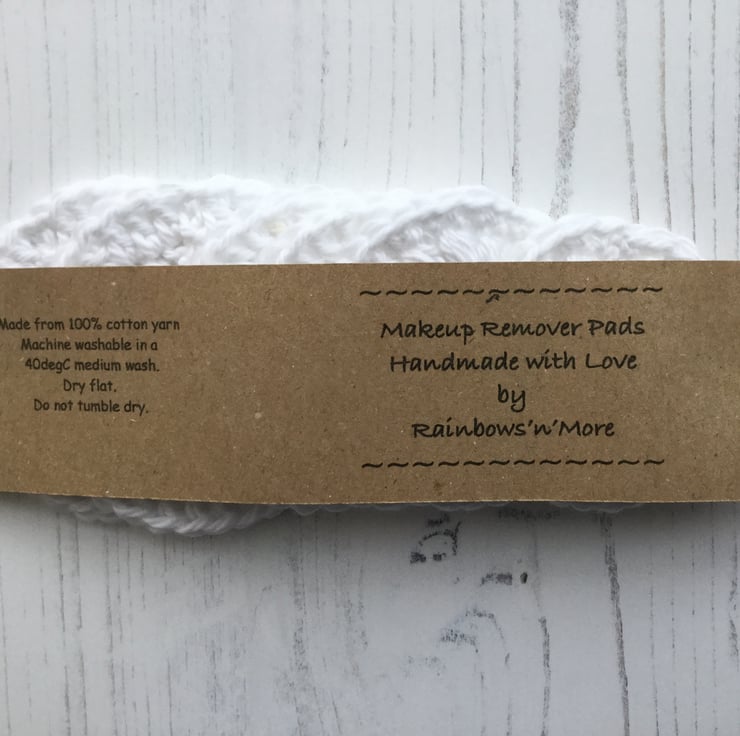 Made from 100% cotton yarn
Machine washable in a
40degC medium wash.
Dry flat.
Do not tumble dry.
~~~~~~~~~~~~
Makeup Remover Pads
Handmade with Love
by
Rainbows'n'More
~~~~~~~~~~~~